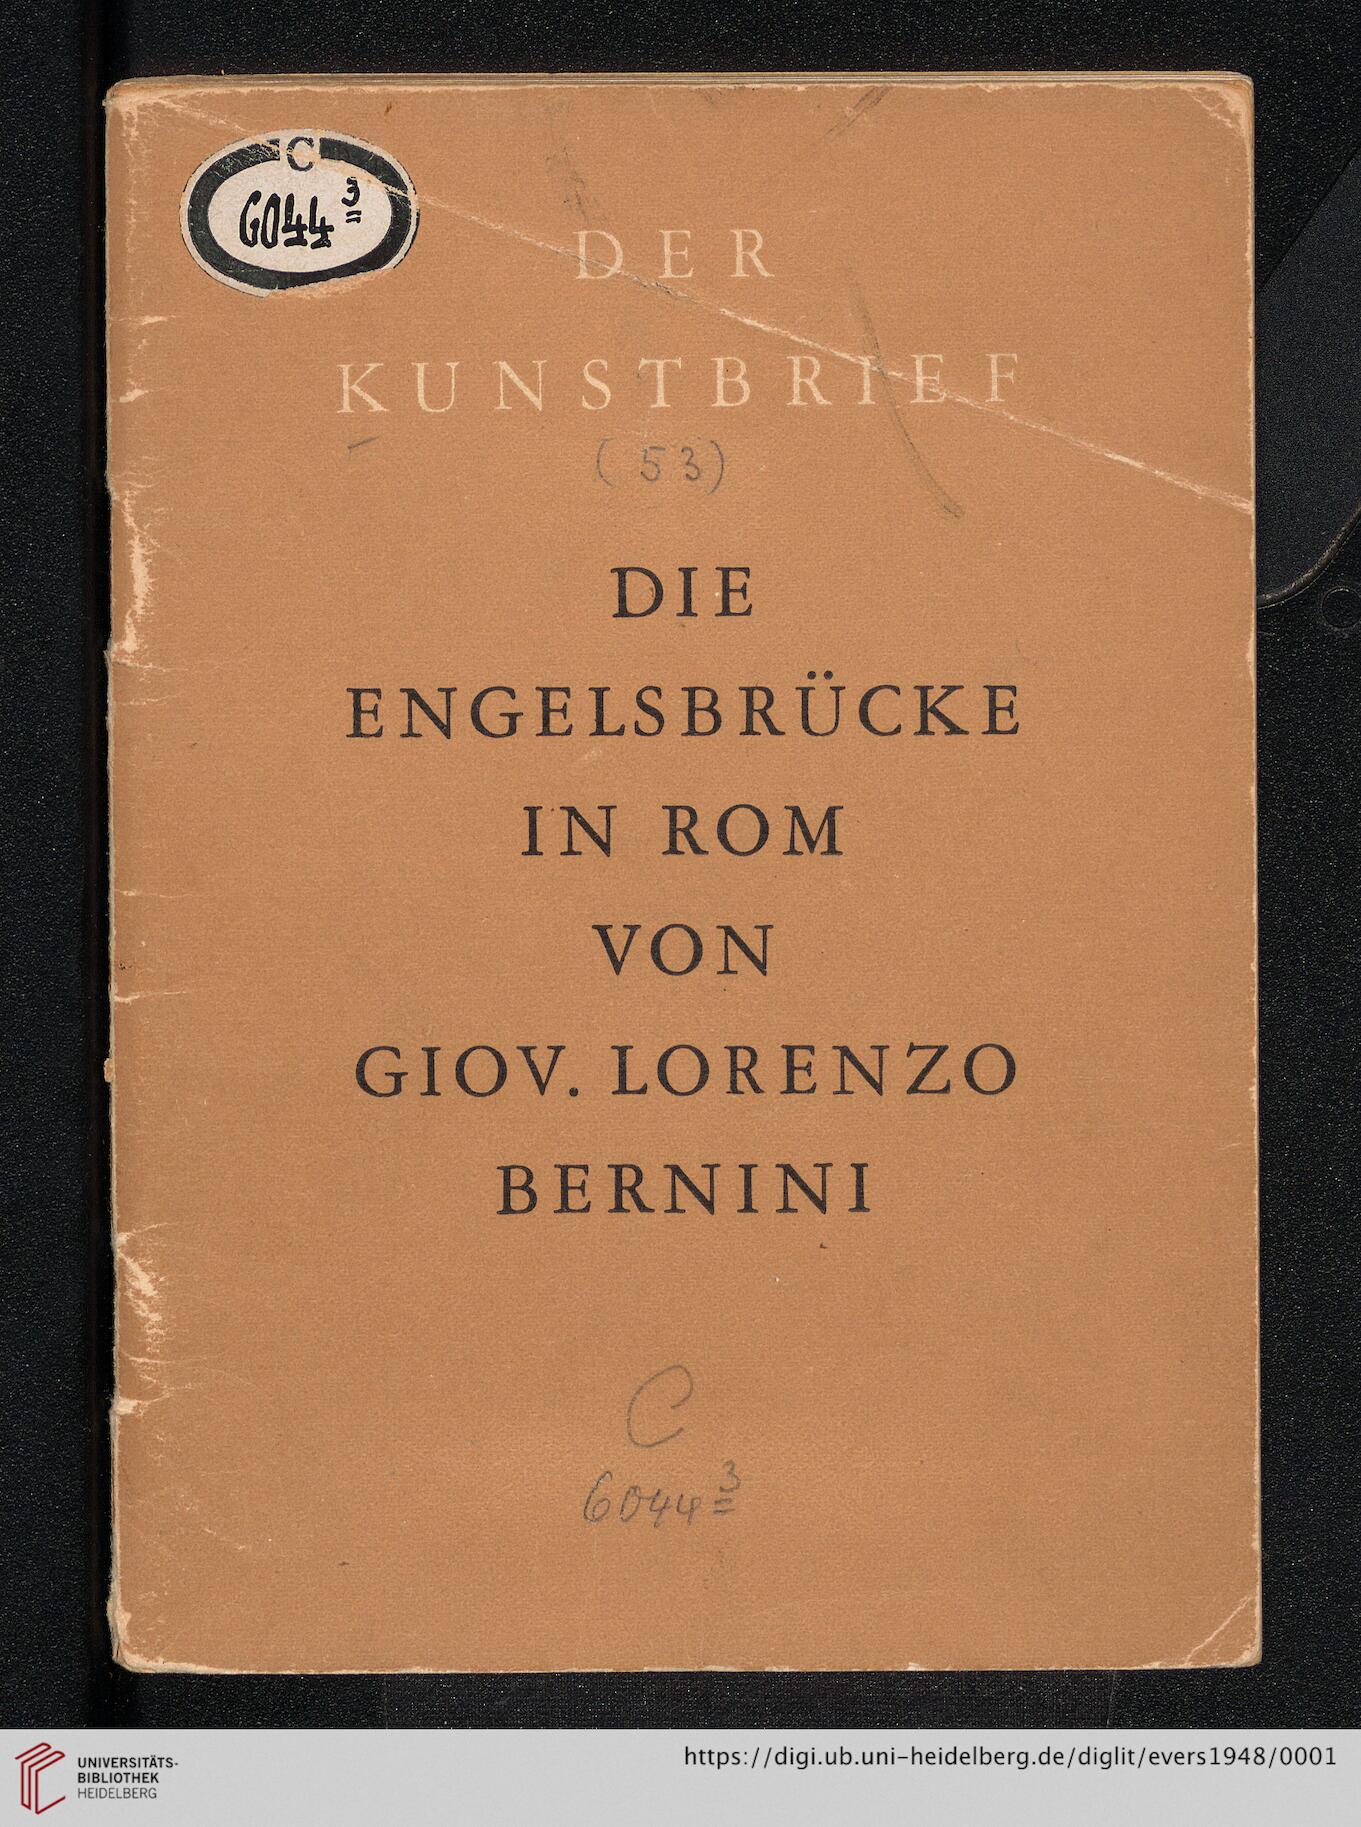 C
6044 3
DER
KUNSTBRIEF
(53)
DIE
ENGELSBRÜCKE
IN ROM
VON
GIOV. LORENZO
BERNINI
C
6044 3
UNIVERSITÄTS-
BIBLIOTHEK
HEIDELBERG
https://digi.ub.uni-heidelberg.de/diglit/evers1948/0001